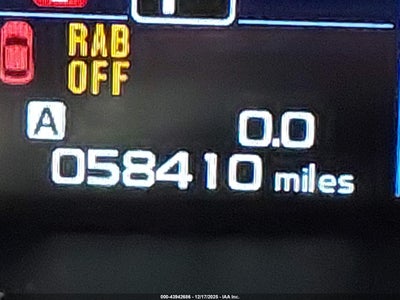 RAB
OFF
A 0.0
058410 miles
000-43942686 - 12/17/2025 - IAA Inc.